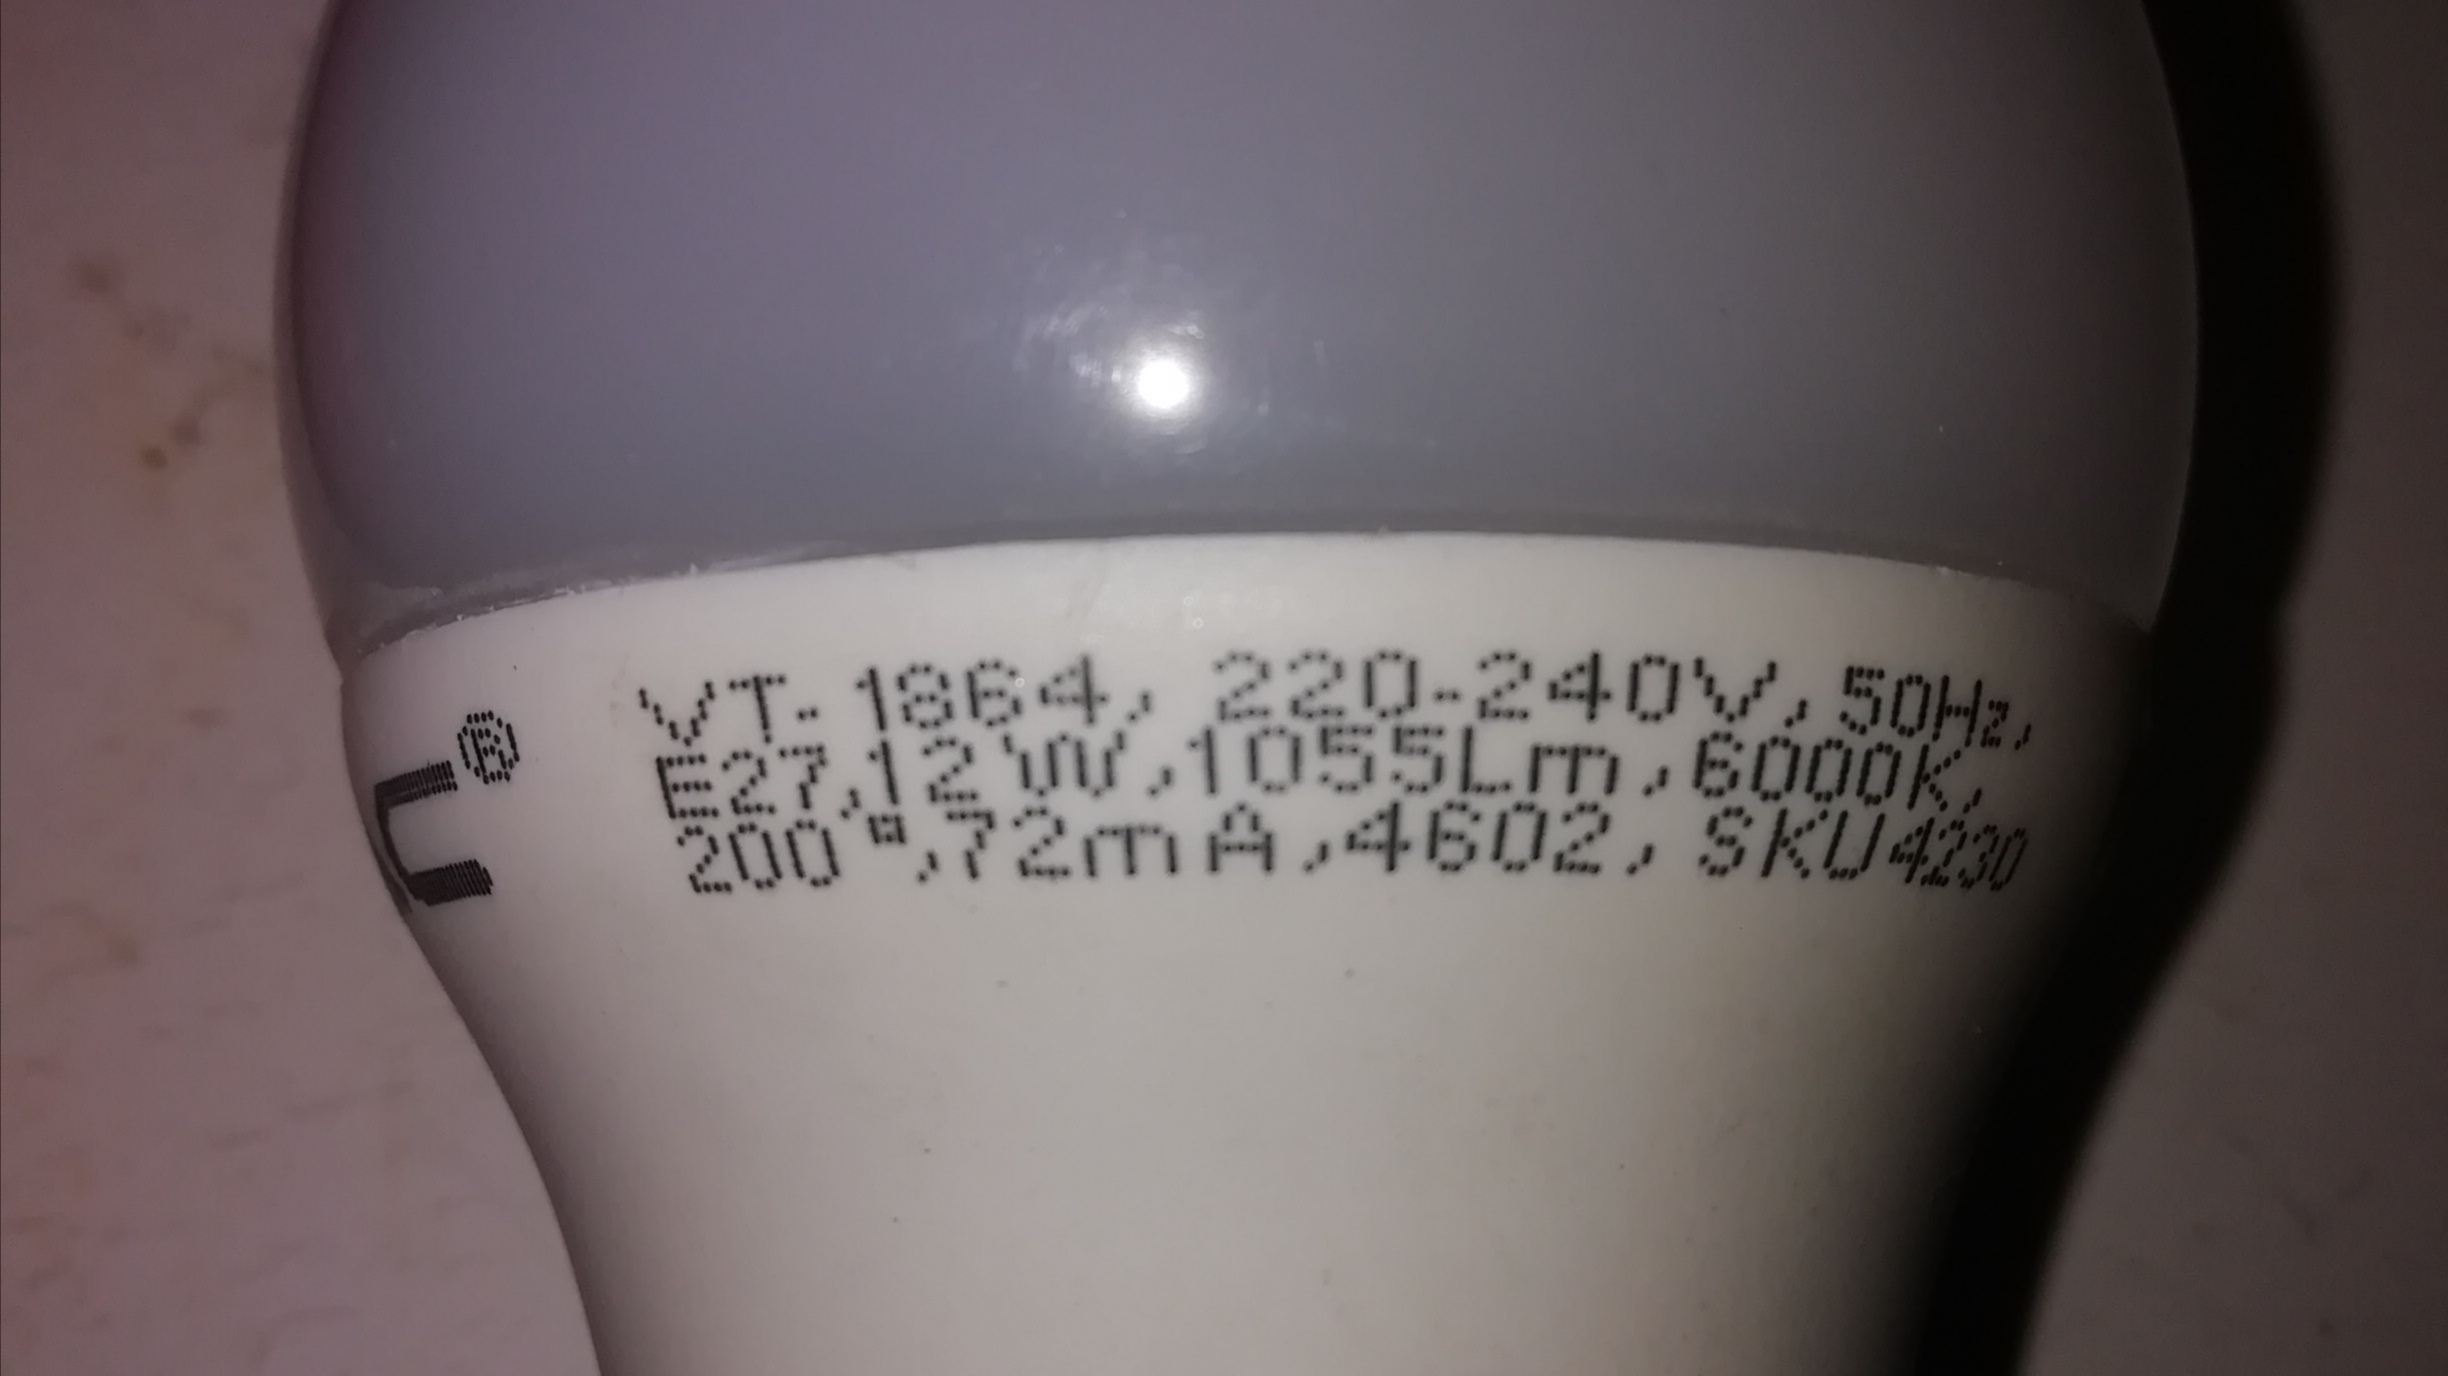 ®
VT-1864, 220-240V, 50Hz,
E27,12W,1055Lm,6000K,
200°,72mA,4602, SKU4230